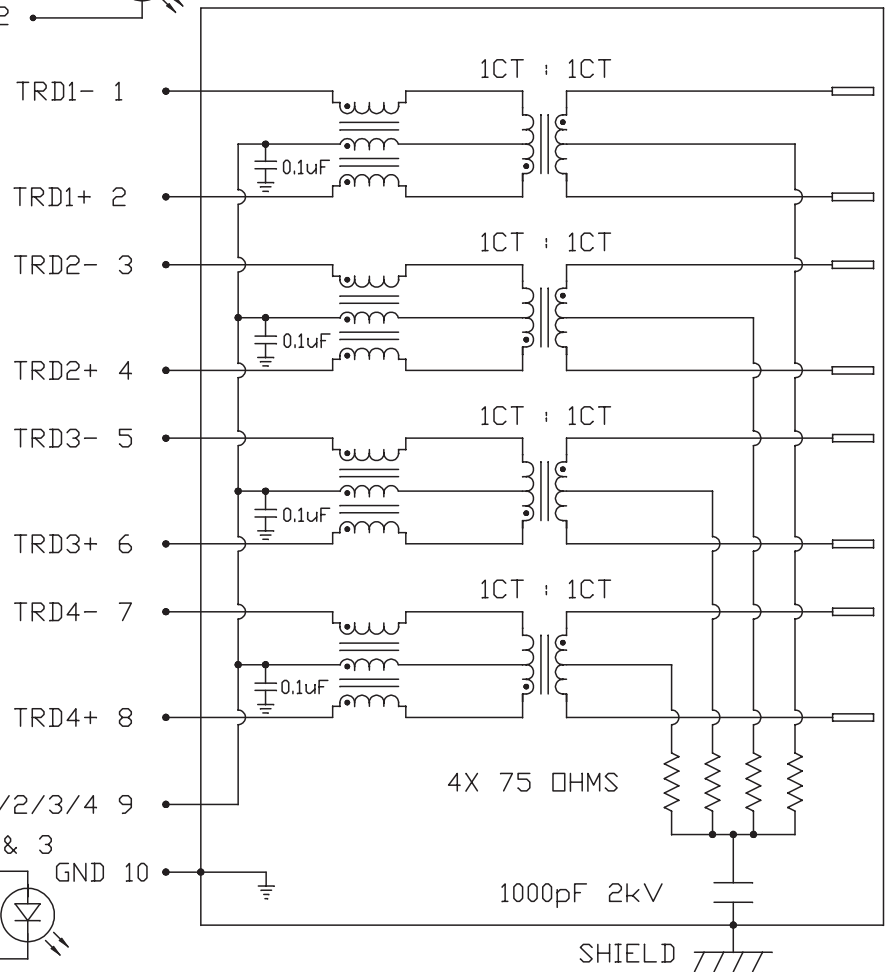 2
1CT : 1CT
TRD1- 1
0.1uF
TRD1+ 2
1CT : 1CT
TRD2- 3
0.1uF
TRD2+ 4
1CT : 1CT
TRD3- 5
0.1uF
TRD3+ 6
1CT : 1CT
TRD4- 7
0.1uF
TRD4+ 8
4X 75 OHMS
/2/3/4 9
& 3
GND 10
1000pF 2kV
SHIELD